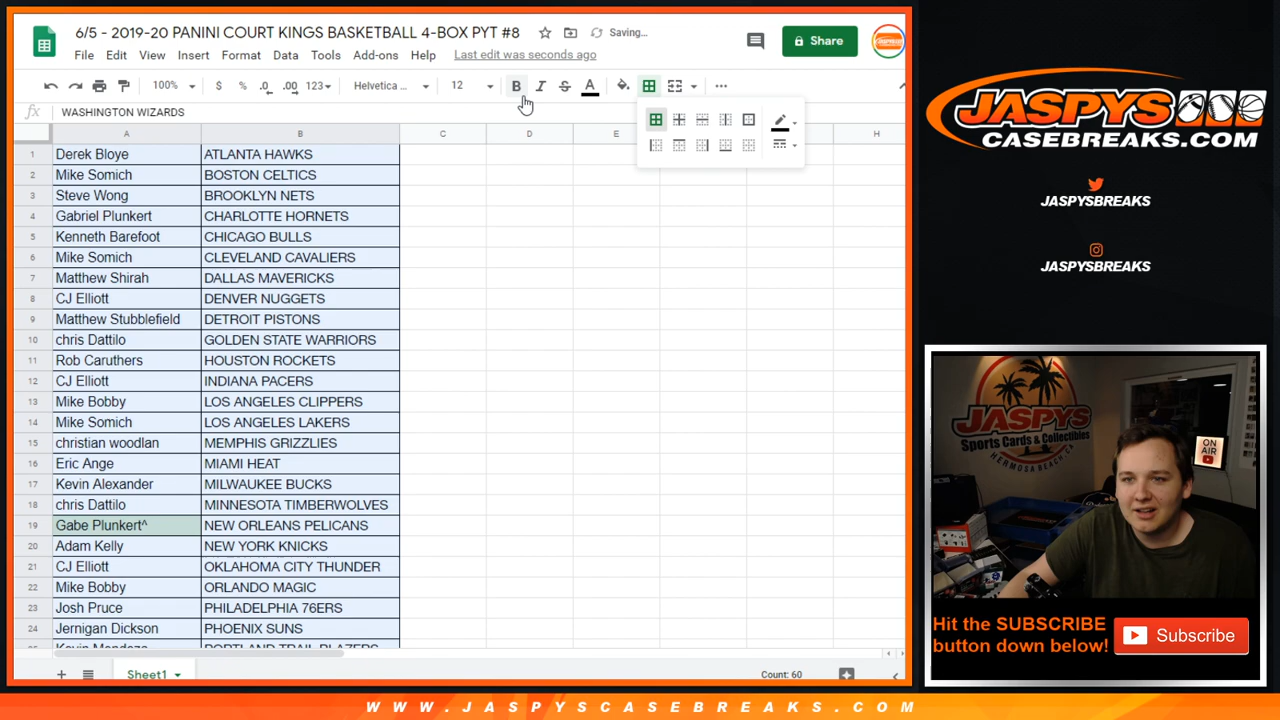 6/5 - 2019-20 PANINI COURT KINGS BASKETBALL 4-BOX PYT #8
Saving...
Share
File Edit View Insert Format Data Tools Add-ons Help Last edit was seconds ago
100% $ % .0 .00 123 Helvetica ... 12 B I S A
fx WASHINGTON WIZARDS
A B C D E H
1 Derek Bloye ATLANTA HAWKS
2 Mike Somich BOSTON CELTICS
3 Steve Wong BROOKLYN NETS
4 Gabriel Plunkert CHARLOTTE HORNETS
5 Kenneth Barefoot CHICAGO BULLS
6 Mike Somich CLEVELAND CAVALIERS
7 Matthew Shirah DALLAS MAVERICKS
8 CJ Elliott DENVER NUGGETS
9 Matthew Stubblefield DETROIT PISTONS
10 chris Dattilo GOLDEN STATE WARRIORS
11 Rob Caruthers HOUSTON ROCKETS
12 CJ Elliott INDIANA PACERS
13 Mike Bobby LOS ANGELES CLIPPERS
14 Mike Somich LOS ANGELES LAKERS
15 christian woodlan MEMPHIS GRIZZLIES
16 Eric Ange MIAMI HEAT
17 Kevin Alexander MILWAUKEE BUCKS
18 chris Dattilo MINNESOTA TIMBERWOLVES
19 Gabe Plunkert^ NEW ORLEANS PELICANS
20 Adam Kelly NEW YORK KNICKS
21 CJ Elliott OKLAHOMA CITY THUNDER
22 Mike Bobby ORLANDO MAGIC
23 Josh Pruce PHILADELPHIA 76ERS
24 Jernigan Dickson PHOENIX SUNS
Kevin Mendoza PORTLAND TRAIL BLAZERS
Sheet1
Count: 60
JASPYS
CASEBREAKS.COM
JASPYSBREAKS
JASPYSBREAKS
JASPYS
Sports Cards & Collectibles
HERMOSA BEACH, CA
ON AIR
Hit the SUBSCRIBE
button down below!
Subscribe
WWW.JASPYSCASEBREAKS.COM